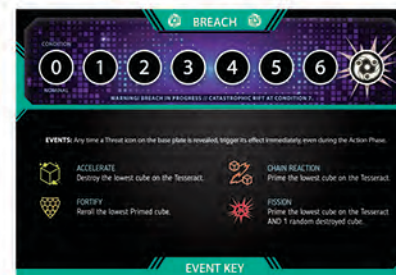 BREACH
CONDITION
0 1 2 3 4 5 6
NOMINAL
WARNING! BREACH IN PROGRESS // CATASTROPHIC RIFT AT CONDITION 7.
EVENTS: Any time a Threat icon on the base plate is revealed, trigger its effect immediately even during the Action Phase.
ACCELERATE
Destroy the lowest cube on the Tesseract.
FORTIFY
Reroll the lowest Primed cube.
CHAIN REACTION
Prime the lowest cube on the Tesseract.
FISSION
Prime the lowest cube on the Tesseract
AND 1 random destroyed cube.
EVENT KEY